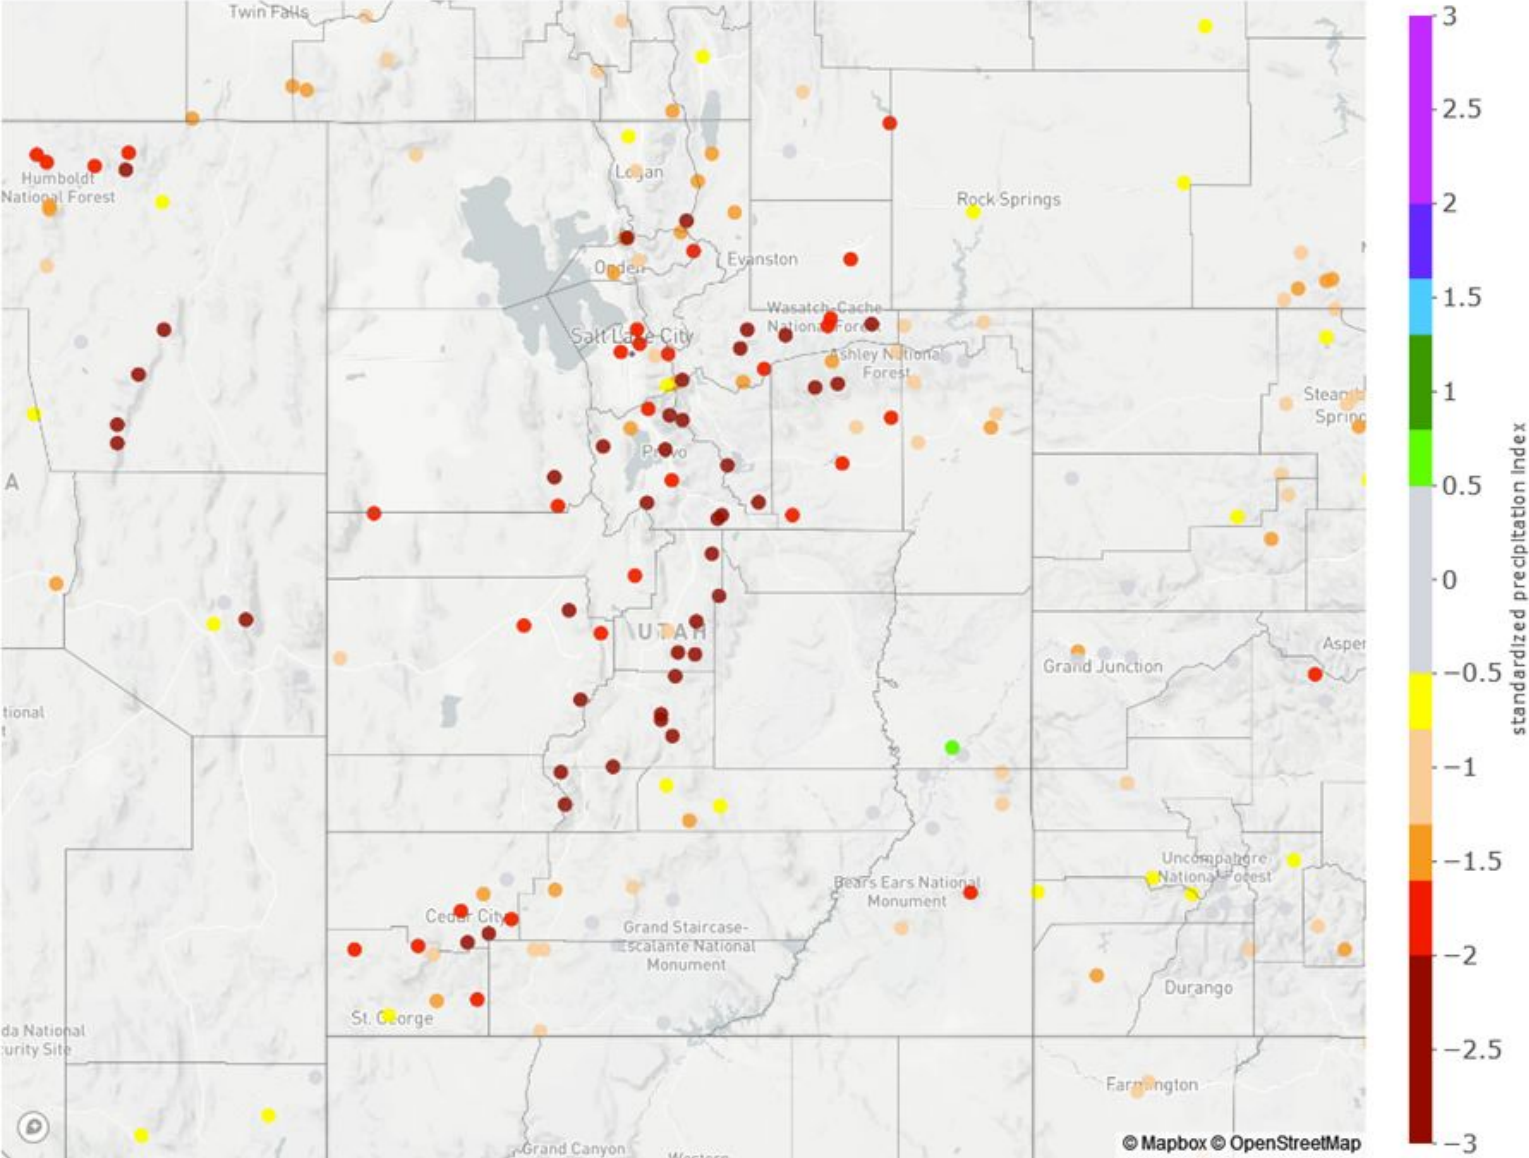 Twin Falls
Humboldt
National Forest
Logan
Rock Springs
Ogden
Evanston
Wasatch-Cache
National Forest
Salt Lake City
Ashley National
Forest
Provo
A
UTAH
Grand Junction
Uncompahgre
National Forest
Bears Ears National
Monument
Cedar City
Grand Staircase-
Escalante National
Monument
Durango
St. George
Farmington
Grand Canyon
3
2.5
2
1.5
1
0.5
0
−0.5
−1
−1.5
−2
−2.5
−3
standardized precipitation index
© Mapbox © OpenStreetMap